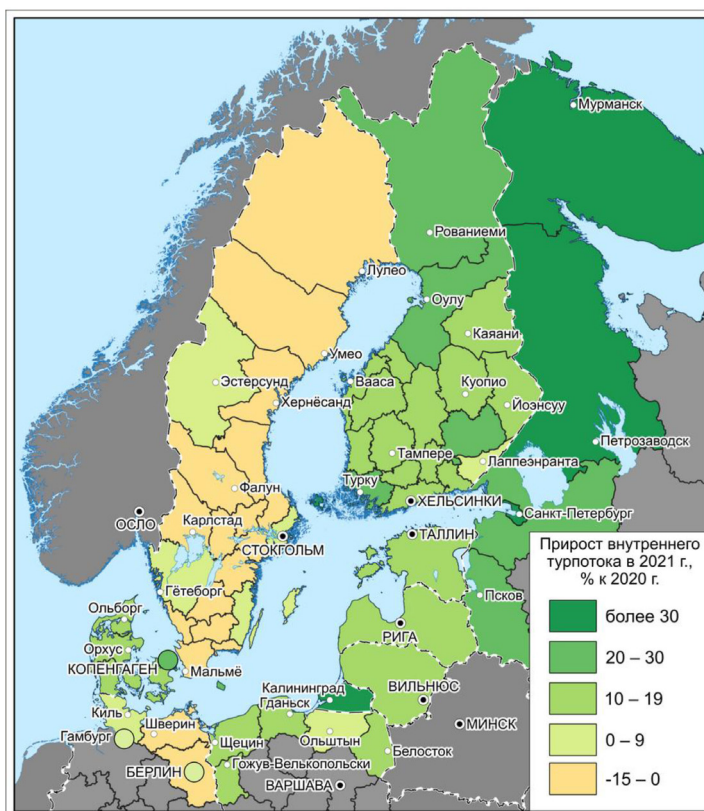 Мурманск
Рованиеми
Лулео
Оулу
Каяани
Умео
Эстерсунд
Вааса
Куопио
Хернёсанд
Йоэнсуу
Петрозаводск
Тампере
Лаппеэнранта
Фалун
Турку
ХЕЛЬСИНКИ
ОСЛО
Карлстад
Санкт-Петербург
СТОКГОЛЬМ
ТАЛЛИН
Гётеборг
Псков
Ольборг
Орхус
РИГА
КОПЕНГАГЕН
Мальмё
Калининград
ВИЛЬНЮС
Киль
Гданьск
МИНСК
Гамбург
Шверин
Щецин
Ольштын
Белосток
БЕРЛИН
Гожув-Велькопольски
ВАРШАВА
Прирост внутреннего
турпотока в 2021 г.,
% к 2020 г.
более 30
20 – 30
10 – 19
0 – 9
-15 – 0